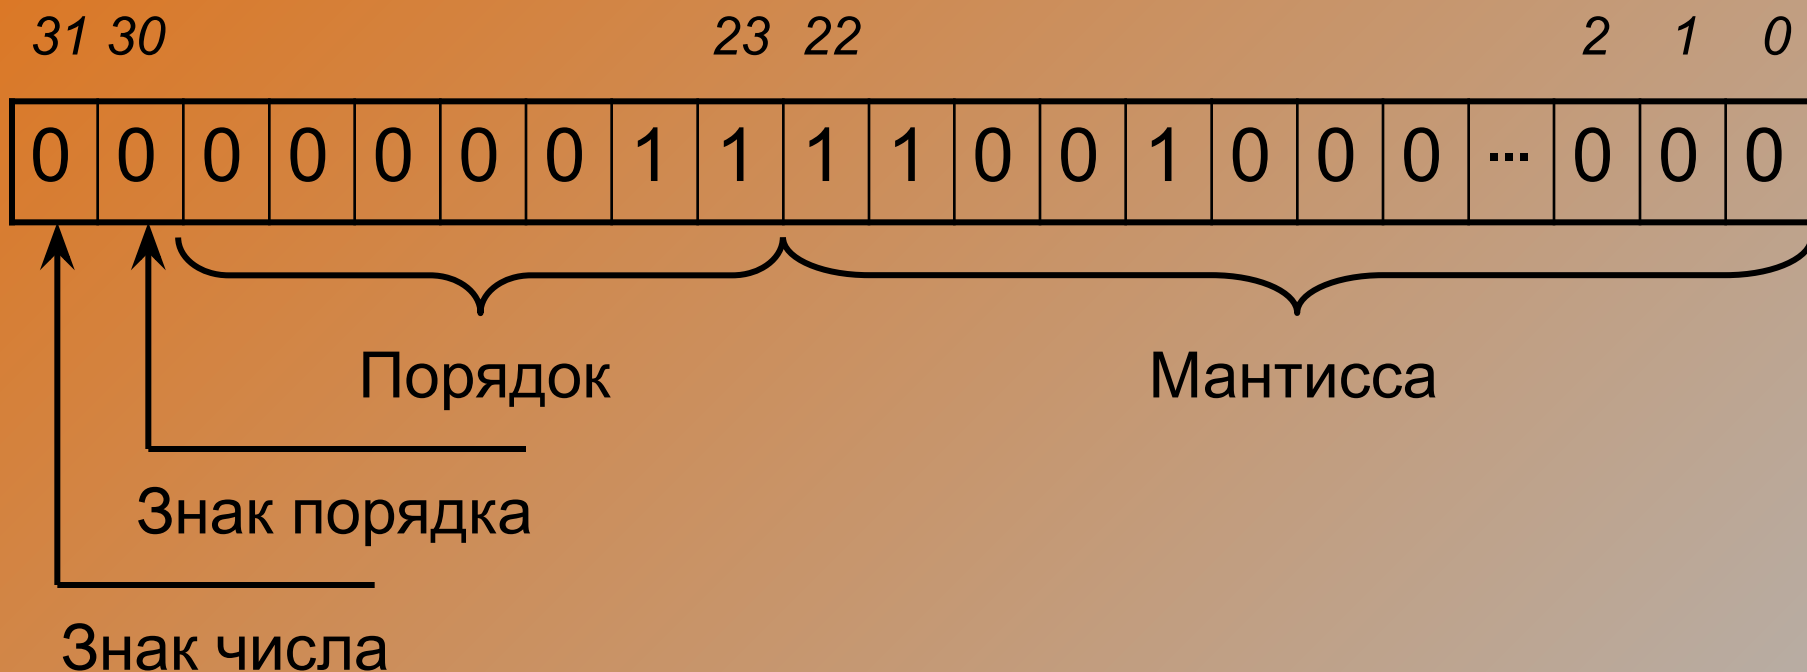 31 30 23 22 2 1 0
0 0 0 0 0 0 0 1 1 1 1 0 0 1 0 0 0 ... 0 0 0
Порядок Мантисса
Знак порядка
Знак числа